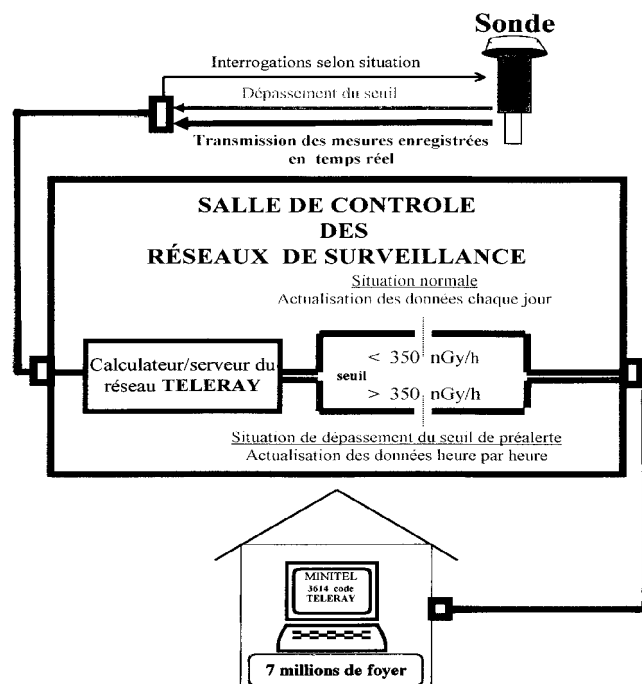 Sonde
Interrogations selon situation
Dépassement du seuil
Transmission des mesures enregistrées
en temps réel
SALLE DE CONTROLE
DES
RÉSEAUX DE SURVEILLANCE
Situation normale
Actualisation des données chaque jour
Calculateur/serveur du
réseau TELERAY
< 350 nGy/h
seuil
> 350 nGy/h
Situation de dépassement du seuil de préalerte
Actualisation des données heure par heure
MINITEL
3614 code
TELERAY
7 millions de foyer